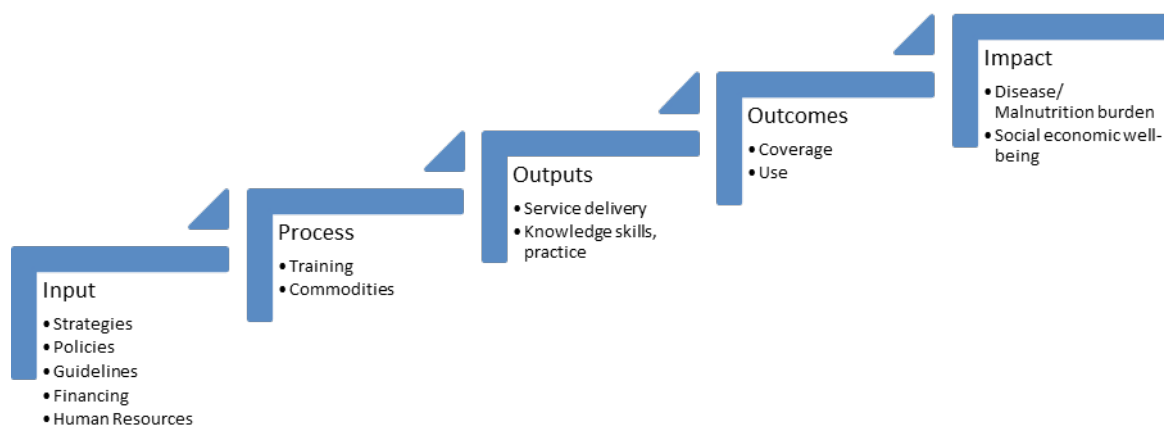 Input
• Strategies
• Policies
• Guidelines
• Financing
• Human Resources
Process
• Training
• Commodities
Outputs
• Service delivery
• Knowledge skills,
practice
Outcomes
• Coverage
• Use
Impact
• Disease/
Malnutrition burden
• Social economic well-
being